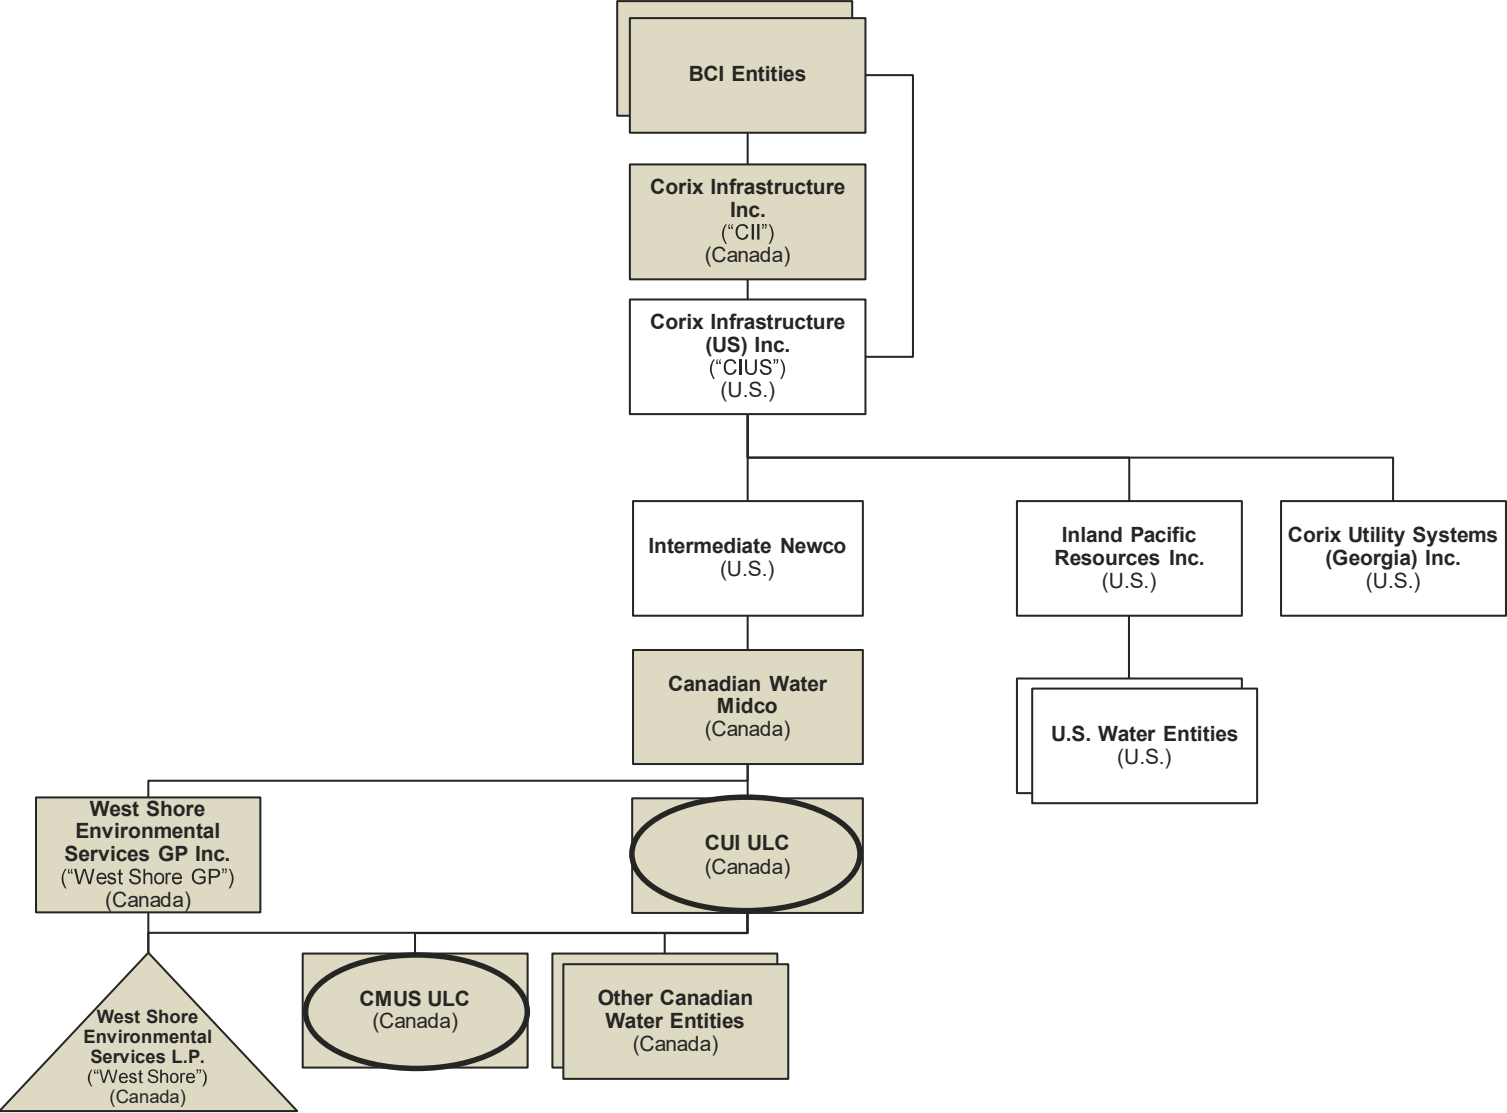 BCI Entities
Corix Infrastructure
Inc.
(“CII”)
(Canada)
Corix Infrastructure
(US) Inc.
(“CIUS”)
(U.S.)
Intermediate Newco
(U.S.)
Inland Pacific
Resources Inc.
(U.S.)
Corix Utility Systems
(Georgia) Inc.
(U.S.)
Canadian Water
Midco
(Canada)
U.S. Water Entities
(U.S.)
West Shore
Environmental
Services GP Inc.
(“West Shore GP”)
(Canada)
CUI ULC
(Canada)
West Shore
Environmental
Services L.P.
(“West Shore”)
(Canada)
CMUS ULC
(Canada)
Other Canadian
Water Entities
(Canada)